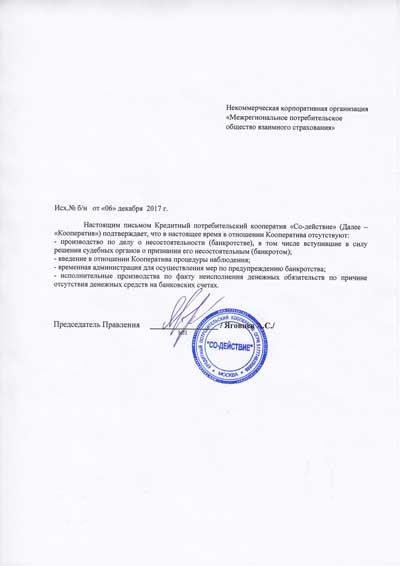 Некоммерческая корпоративная организация
«Межрегиональное потребительское
общество взаимного страхования»
Исх.№ б/н от «06» декабря 2017 г.
Настоящим письмом Кредитный потребительский кооператив «Со-действие» (Далее –
«Кооператив») подтверждает, что в настоящее время в отношении Кооператива отсутствуют:
- производство по делу о несостоятельности (банкротстве), в том числе вступившие в силу
решения судебных органов о признании его несостоятельным (банкротом);
- введение в отношении Кооператива процедуры наблюдения;
- временная администрация для осуществления мер по предупреждению банкротства;
- исполнительные производства по факту неисполнения денежных обязательств по причине
отсутствия денежных средств на банковских счетах.
Председатель Правления / Яговцев А.С./
КРЕДИТНЫЙ ПОТРЕБИТЕЛЬСКИЙ КООПЕРАТИВ
"СО-ДЕЙСТВИЕ"
МОСКВА